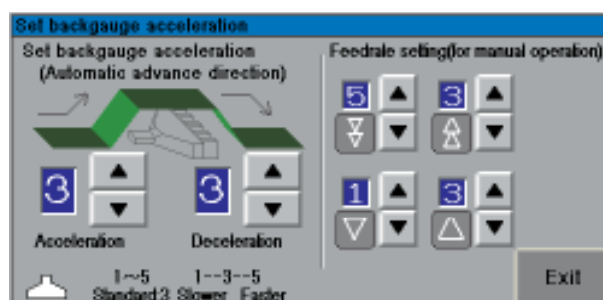 Set backgauge acceleration
Set backgauge acceleration
(Automatic advance direction)
3
3
Acceleration
Deceleration
1~5
1--3--5
Standard:3 Slower Faster
Feedrale setting(for manual operation)
5
3
1
3
Exit